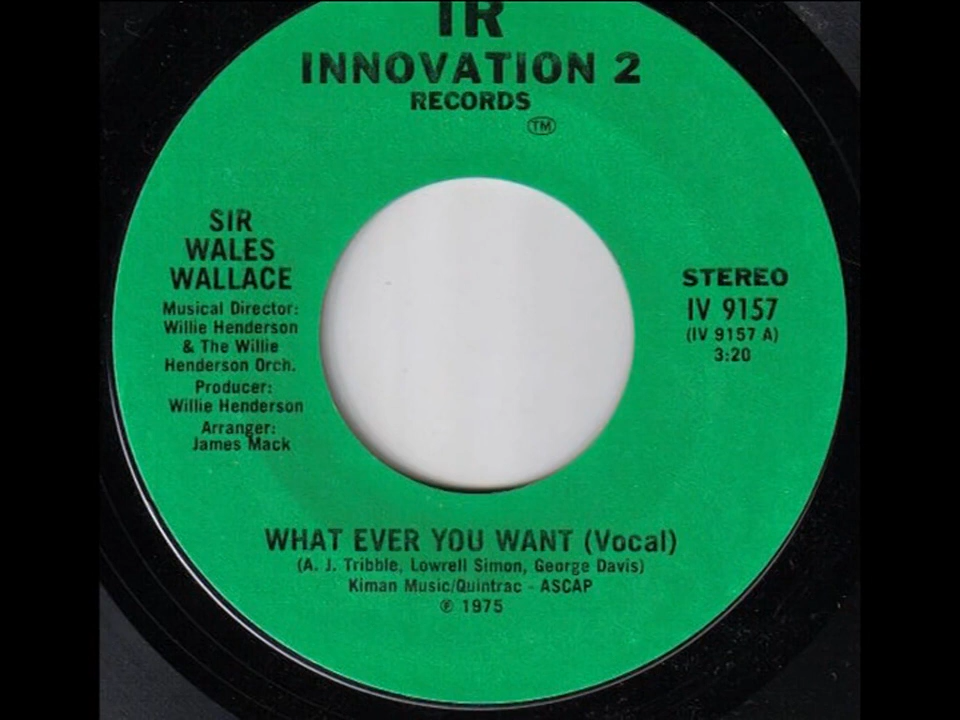 IR
INNOVATION 2
RECORDS
TM
SIR
WALES
WALLACE
Musical Director:
Willie Henderson
& The Willie
Henderson Orch.
Producer:
Willie Henderson
Arranger:
James Mack
STEREO
IV 9157
(IV 9157 A)
3:20
WHAT EVER YOU WANT (Vocal)
(A. J. Tribble, Lowrell Simon, George Davis)
Kiman Music/Quintrac - ASCAP
℗ 1975